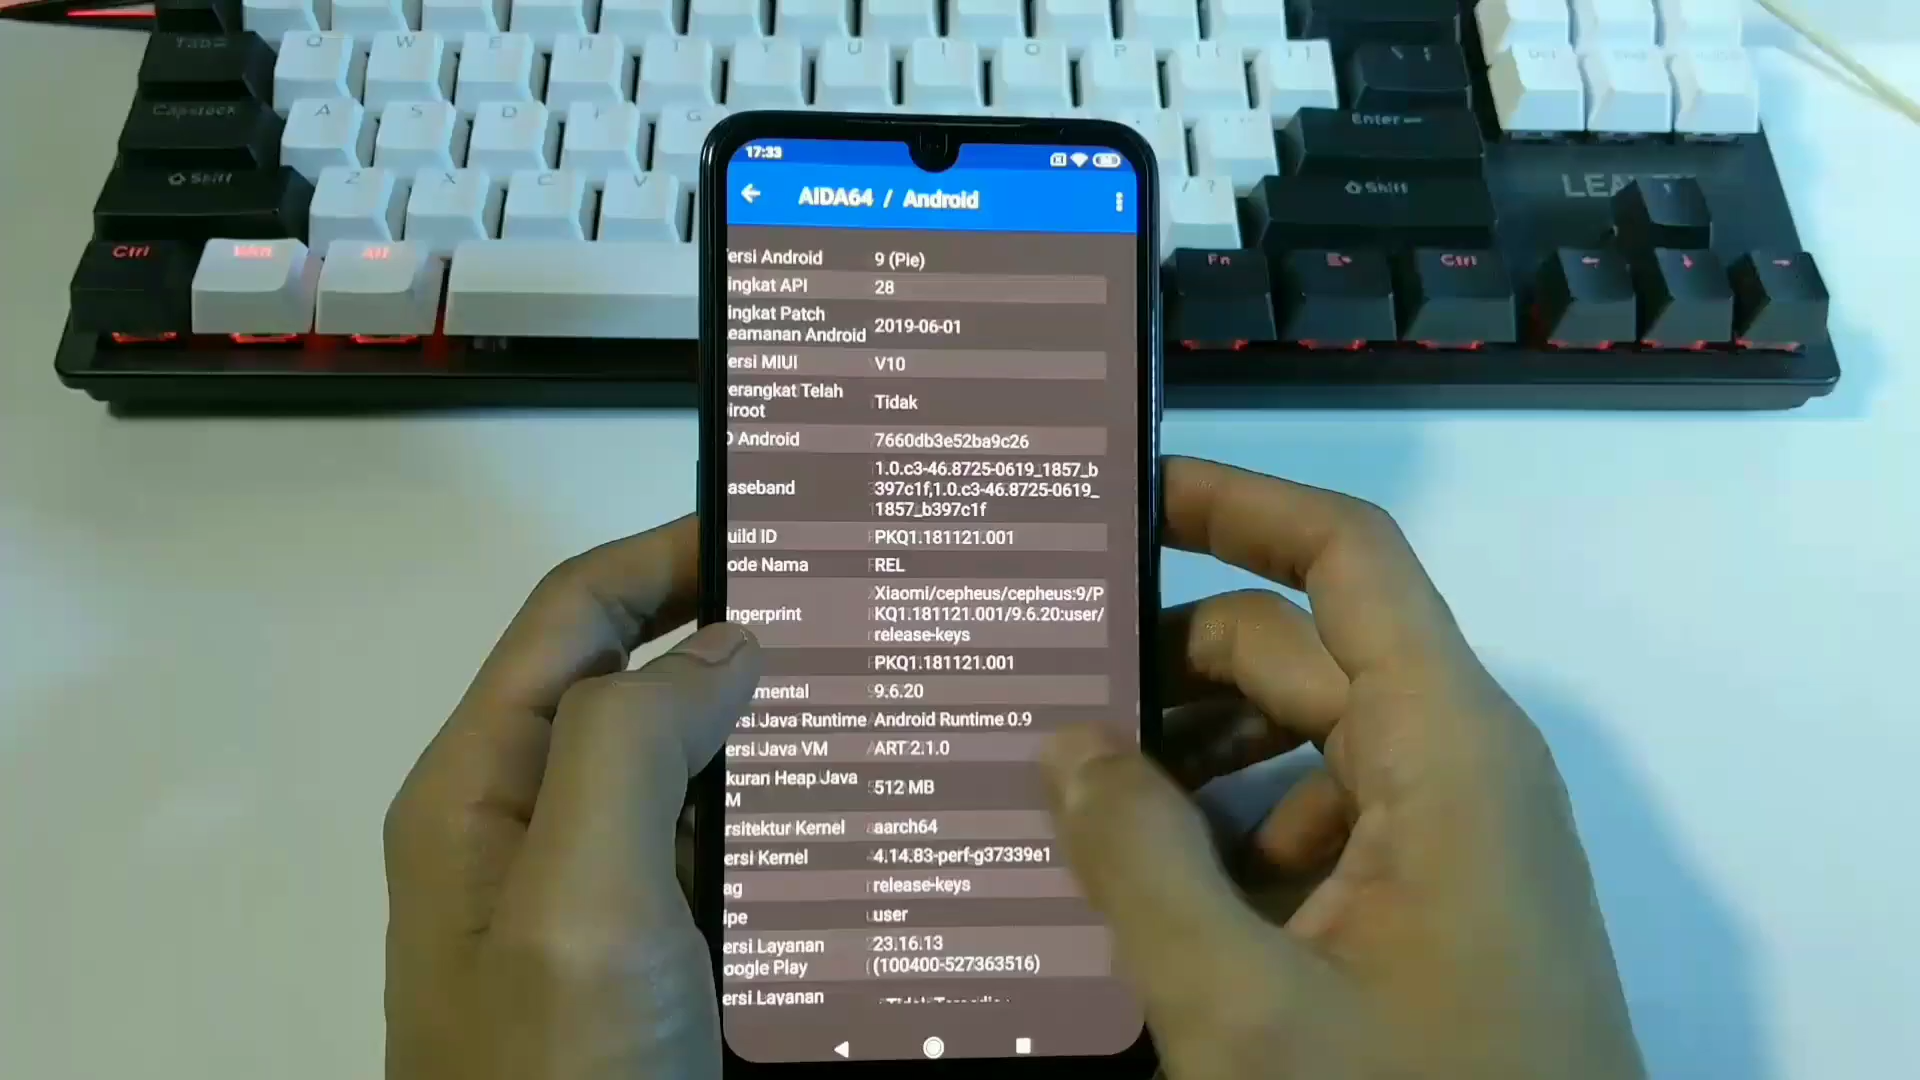 Tab
Q W E R T Y U I O P [ { ] }
\ |
Capslock A S D F G
Enter
Shift Z X C V
/ ?
Shift
Ctrl Win Alt
Fn
Ctrl
17:33
AIDA64 / Android
ersi Android 9 (Pie)
ingkat API 28
ingkat Patch
eamanan Android 2019-06-01
ersi MIUI V10
erangkat Telah
iroot Tidak
D Android 7660db3e52ba9c26
aseband 1.0.c3-46.8725-0619_1857_b
397c1f,1.0.c3-46.8725-0619_
1857_b397c1f
uild ID PKQ1.181121.001
ode Nama REL
ingerprint Xiaomi/cepheus/cepheus:9/P
KQ1.181121.001/9.6.20:user/
release-keys
PKQ1.181121.001
mental 9.6.20
rsi Java Runtime Android Runtime 0.9
ersi Java VM ART 2.1.0
kuran Heap Java
M 512 MB
rsitektur Kernel aarch64
ersi Kernel 4.14.83-perf-g37339e1
ag release-keys
ipe user
ersi Layanan
oogle Play 23.16.13
(100400-527363516)
ersi Layanan